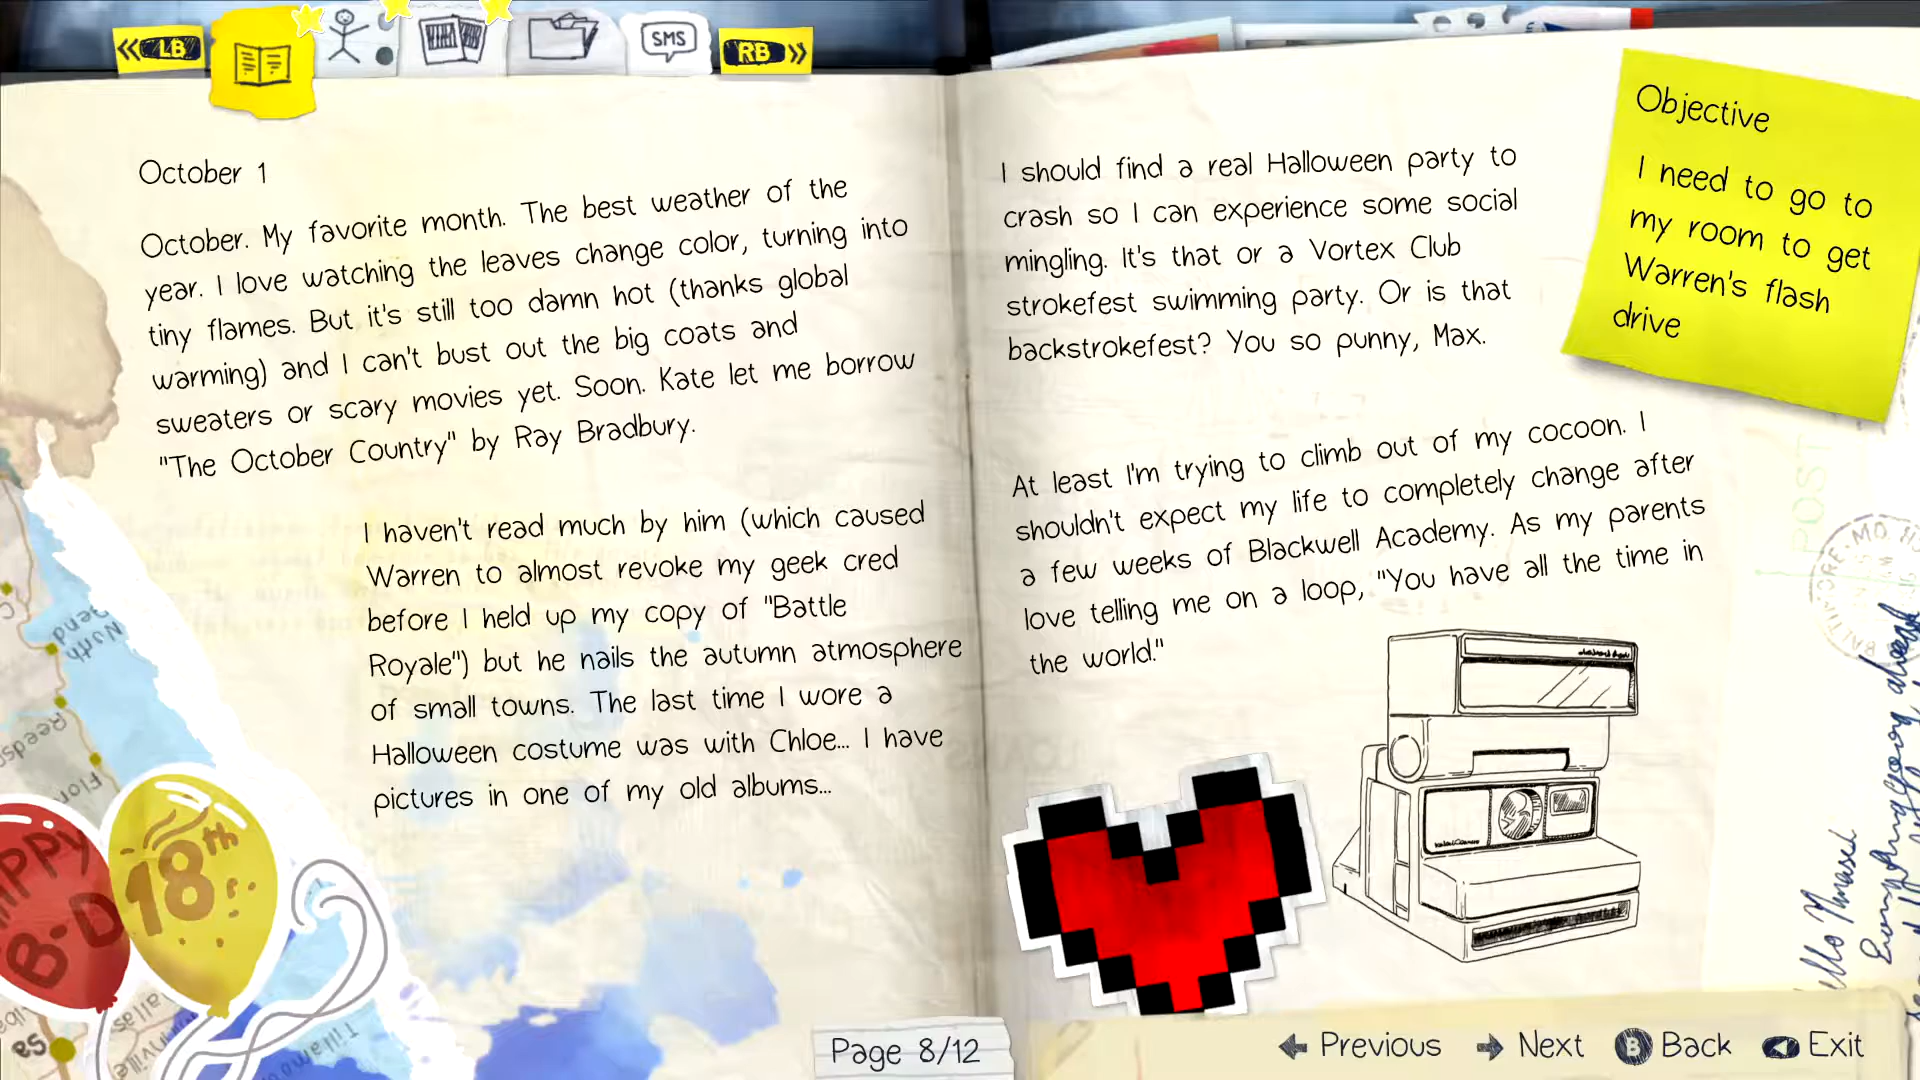 LB
SMS
RB
October 1
October. My favorite month. The best weather of the
year. I love watching the leaves change color, turning into
tiny flames. But it's still too damn hot (thanks global
warming) and I can't bust out the big coats and
sweaters or scary movies yet. Soon. Kate let me borrow
"The October Country" by Ray Bradbury.
I haven't read much by him (which caused
Warren to almost revoke my geek cred
before I held up my copy of "Battle
Royale") but he nails the autumn atmosphere
of small towns. The last time I wore a
Halloween costume was with Chloe... I have
pictures in one of my old albums...
I should find a real Halloween party to
crash so I can experience some social
mingling. It's that or a Vortex Club
strokefest swimming party. Or is that
backstrokefest? You so punny, Max.
At least I'm trying to climb out of my cocoon. I
shouldn't expect my life to completely change after
a few weeks of Blackwell Academy. As my parents
love telling me on a loop, "You have all the time in
the world."
Objective
I need to go to
my room to get
Warren's flash
drive
POST
North
Bend
B-D
18th
Page 8/12
Previous
Next
B Back
Exit